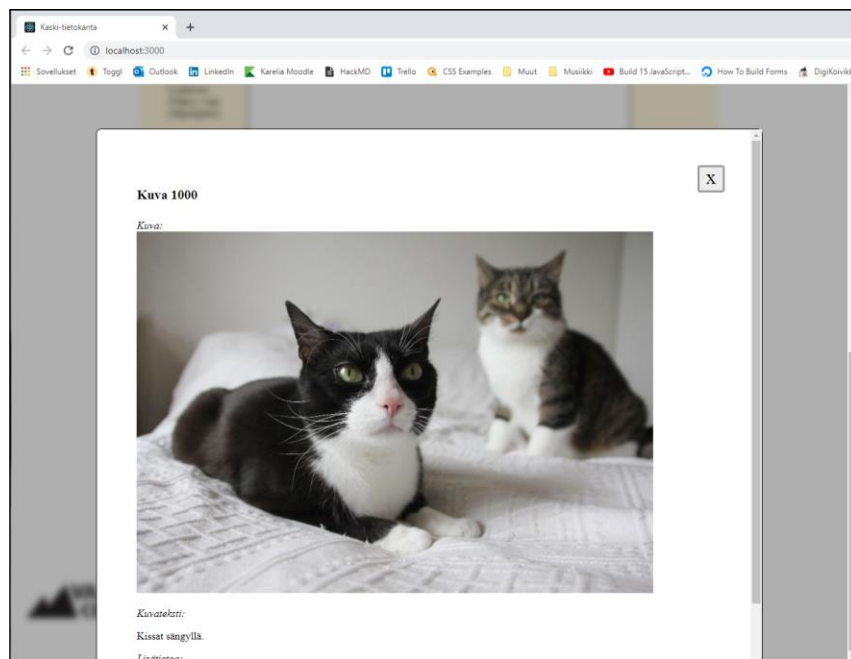 Kaski-tietokanta
localhost:3000
Sovellukset Toggl Outlook LinkedIn Karelia Moodle HackMD Trello CSS Examples Muut Musiikki Build 15 JavaScript... How To Build Forms DigiKoivikk
X
Kuva 1000
Kuva:
Kuvateksti:
Kissat sängyllä.
Lisätietoa: